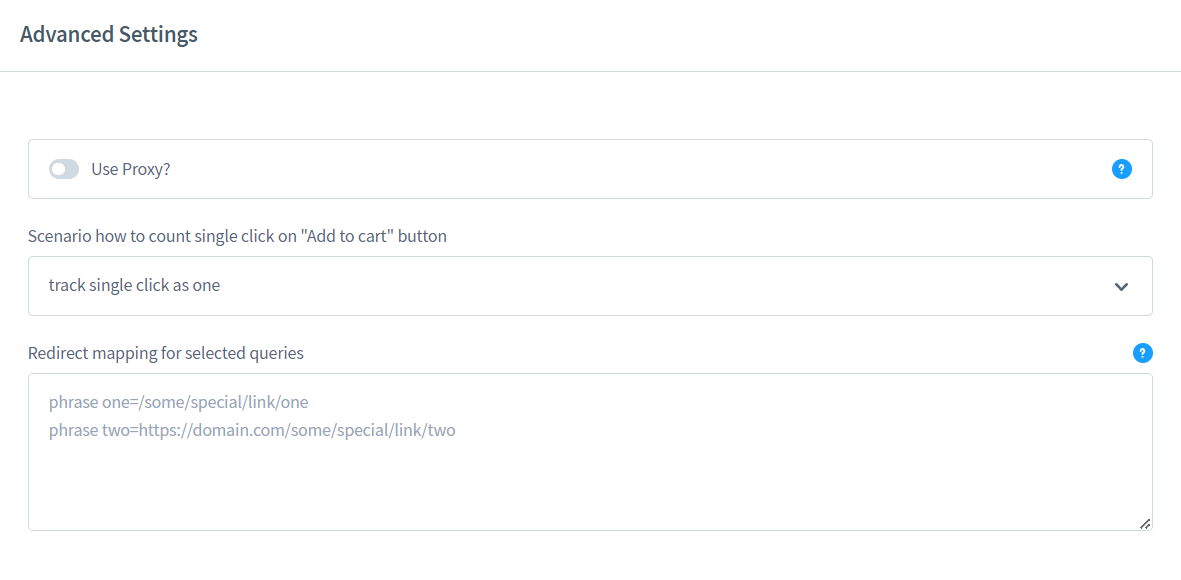 Advanced Settings
Use Proxy?
?
Scenario how to count single click on "Add to cart" button
track single click as one
Redirect mapping for selected queries
?
phrase one=/some/special/link/one
phrase two=https://domain.com/some/special/link/two